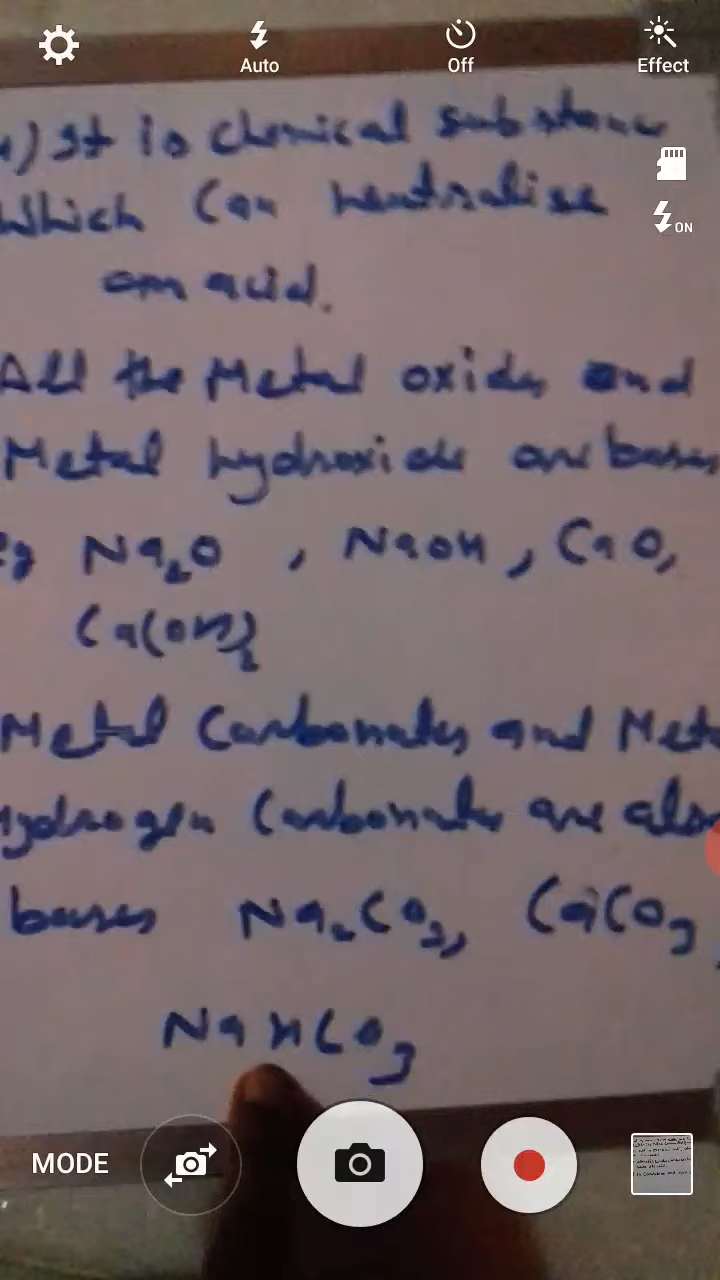 Auto Off Effect
ON
) It is chemical substance
which can neutralise
an acid.
All the Metal oxides and
Metal hydroxide are bases
eg Na₂O , NaOH , CaO,
Ca(OH)₂
Metal Carbonates and Meta
Hydrogen Carbonates are also
bases Na₂CO₃, CaCO₃,
NaHCO₃
MODE